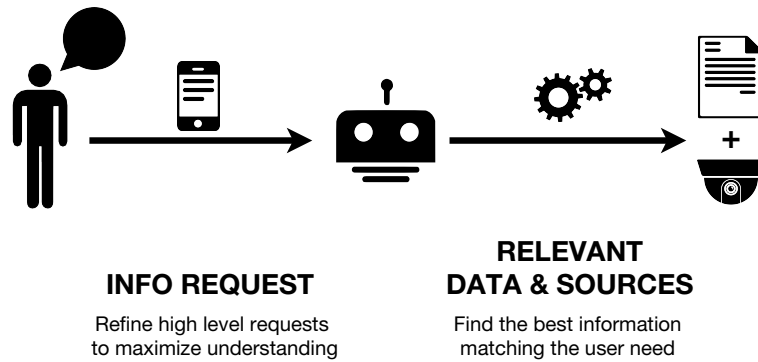 +
INFO REQUEST
Refine high level requests
to maximize understanding
RELEVANT
DATA & SOURCES
Find the best information
matching the user need